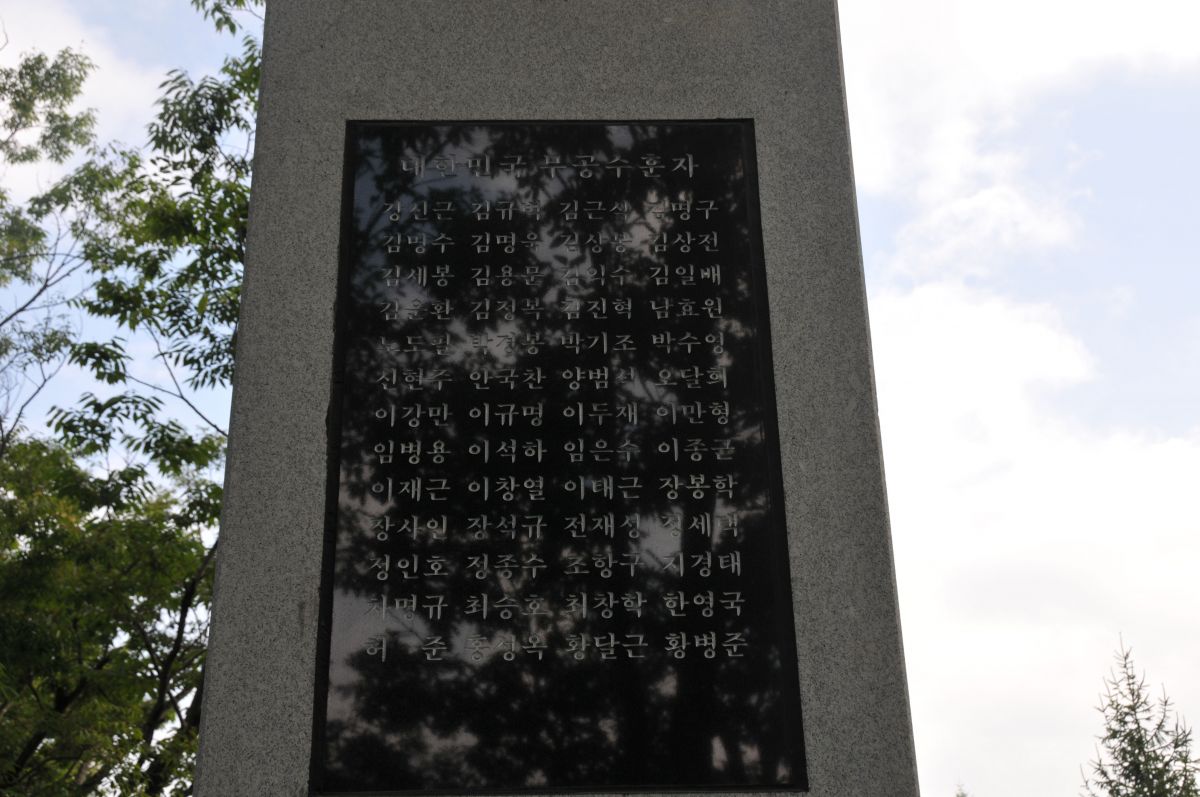 대한민국 무공수훈자
강신근 김규학 김근식 김명구
김명수 김명욱 김상봉 김상전
김세봉 김용문 김익수 김일배
김준환 김정복 김진혁 남효원
노도필 박경봉 박기조 박수영
신현수 안국찬 양범석 오달희
이강만 이규명 이두재 이만형
임병용 이석하 임은수 이종균
이재근 이창열 이태근 장봉학
장사인 장석규 전재성 정세택
정인호 정종수 조항구 지경태
차명규 최승호 최창학 한영국
허 준 홍성옥 황달근 황병준